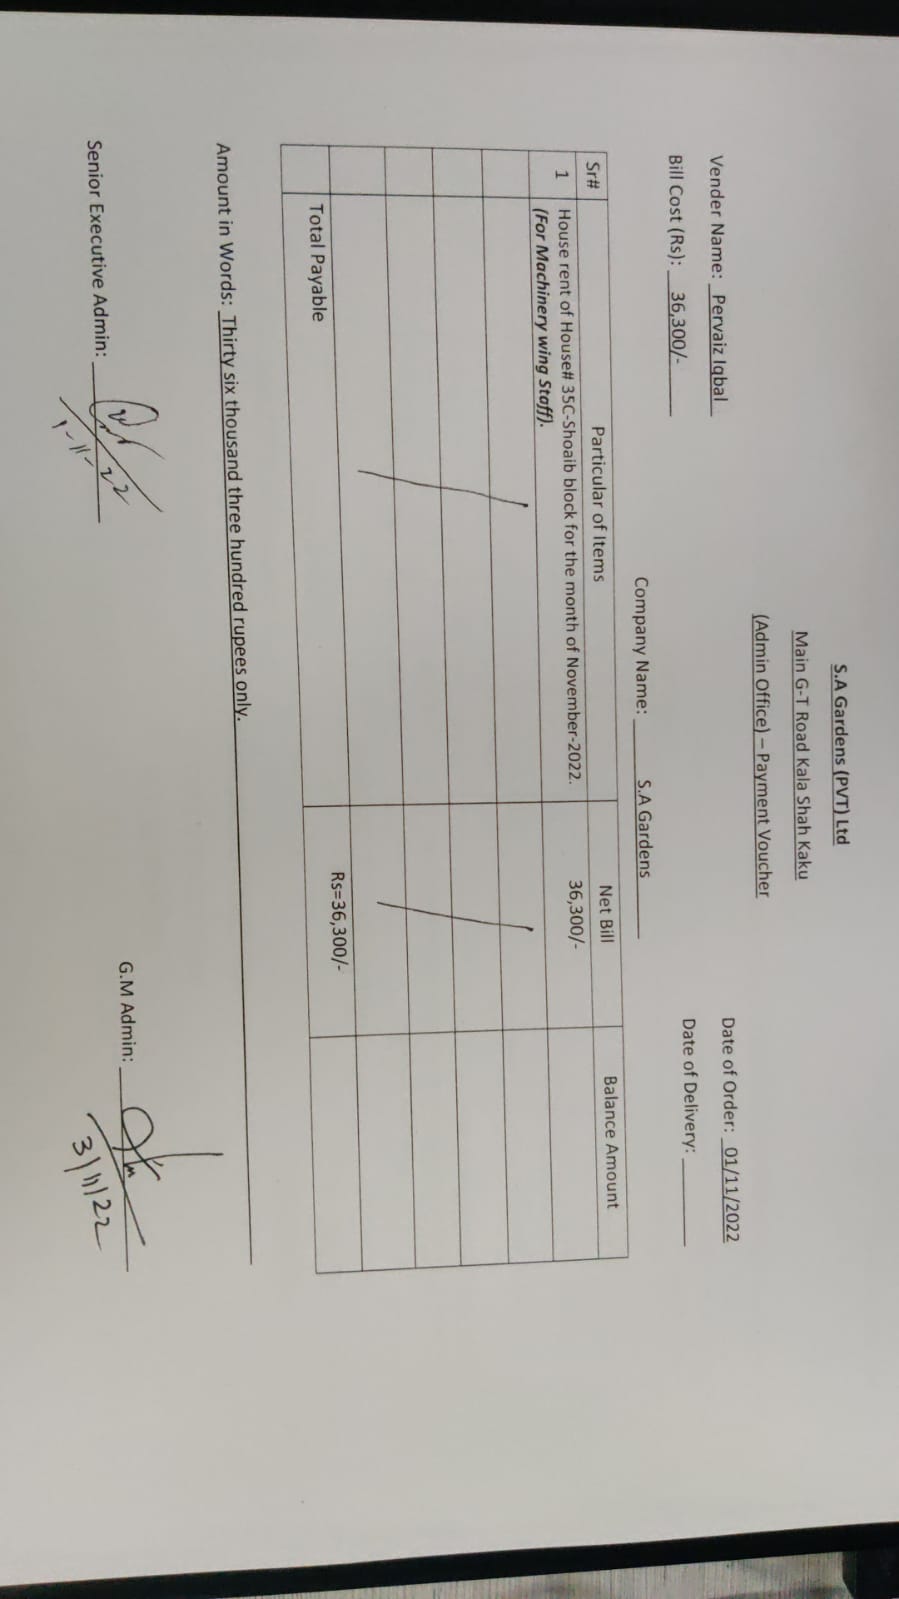 S.A Gardens (PVT) Ltd
Main G-T Road Kala Shah Kaku
(Admin Office) – Payment Voucher
Vender Name: Pervaiz Iqbal
Date of Order: 01/11/2022
Bill Cost (Rs): 36,300/-
Date of Delivery:
Company Name: S.A Gardens
Sr# Particular of Items Net Bill Balance Amount
1 House rent of House# 35C-Shoaib block for the month of November-2022. 36,300/-
(For Machinery wing Staff).
Total Payable Rs=36,300/-
Amount in Words: Thirty six thousand three hundred rupees only.
Senior Executive Admin:
1-11-22
G.M Admin:
3/11/22